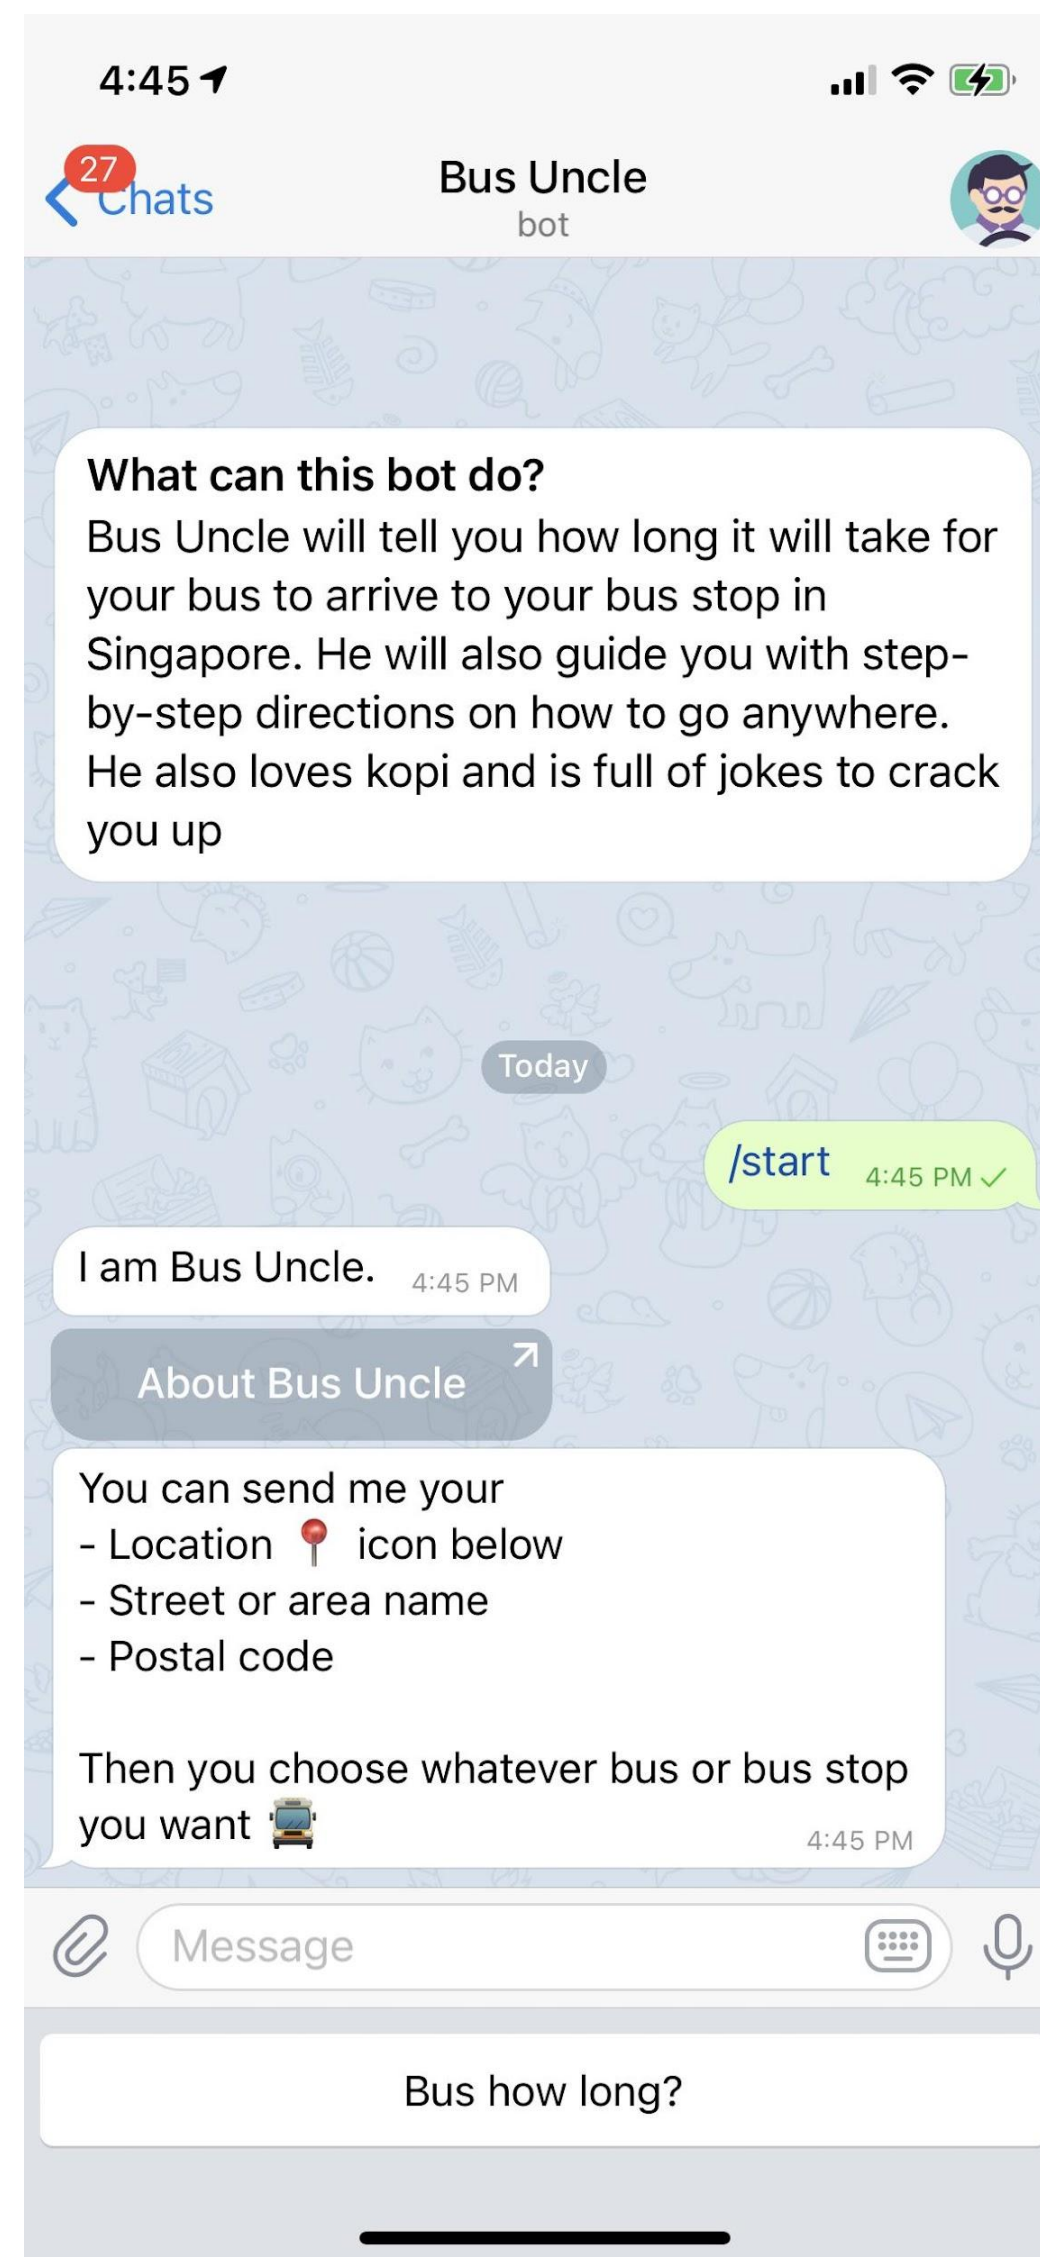 4:45
27
Chats
Bus Uncle
bot
What can this bot do?
Bus Uncle will tell you how long it will take for
your bus to arrive to your bus stop in
Singapore. He will also guide you with step-
by-step directions on how to go anywhere.
He also loves kopi and is full of jokes to crack
you up
Today
/start 4:45 PM
I am Bus Uncle. 4:45 PM
About Bus Uncle
You can send me your
- Location 📍 icon below
- Street or area name
- Postal code
Then you choose whatever bus or bus stop
you want 🚍 4:45 PM
Message
Bus how long?